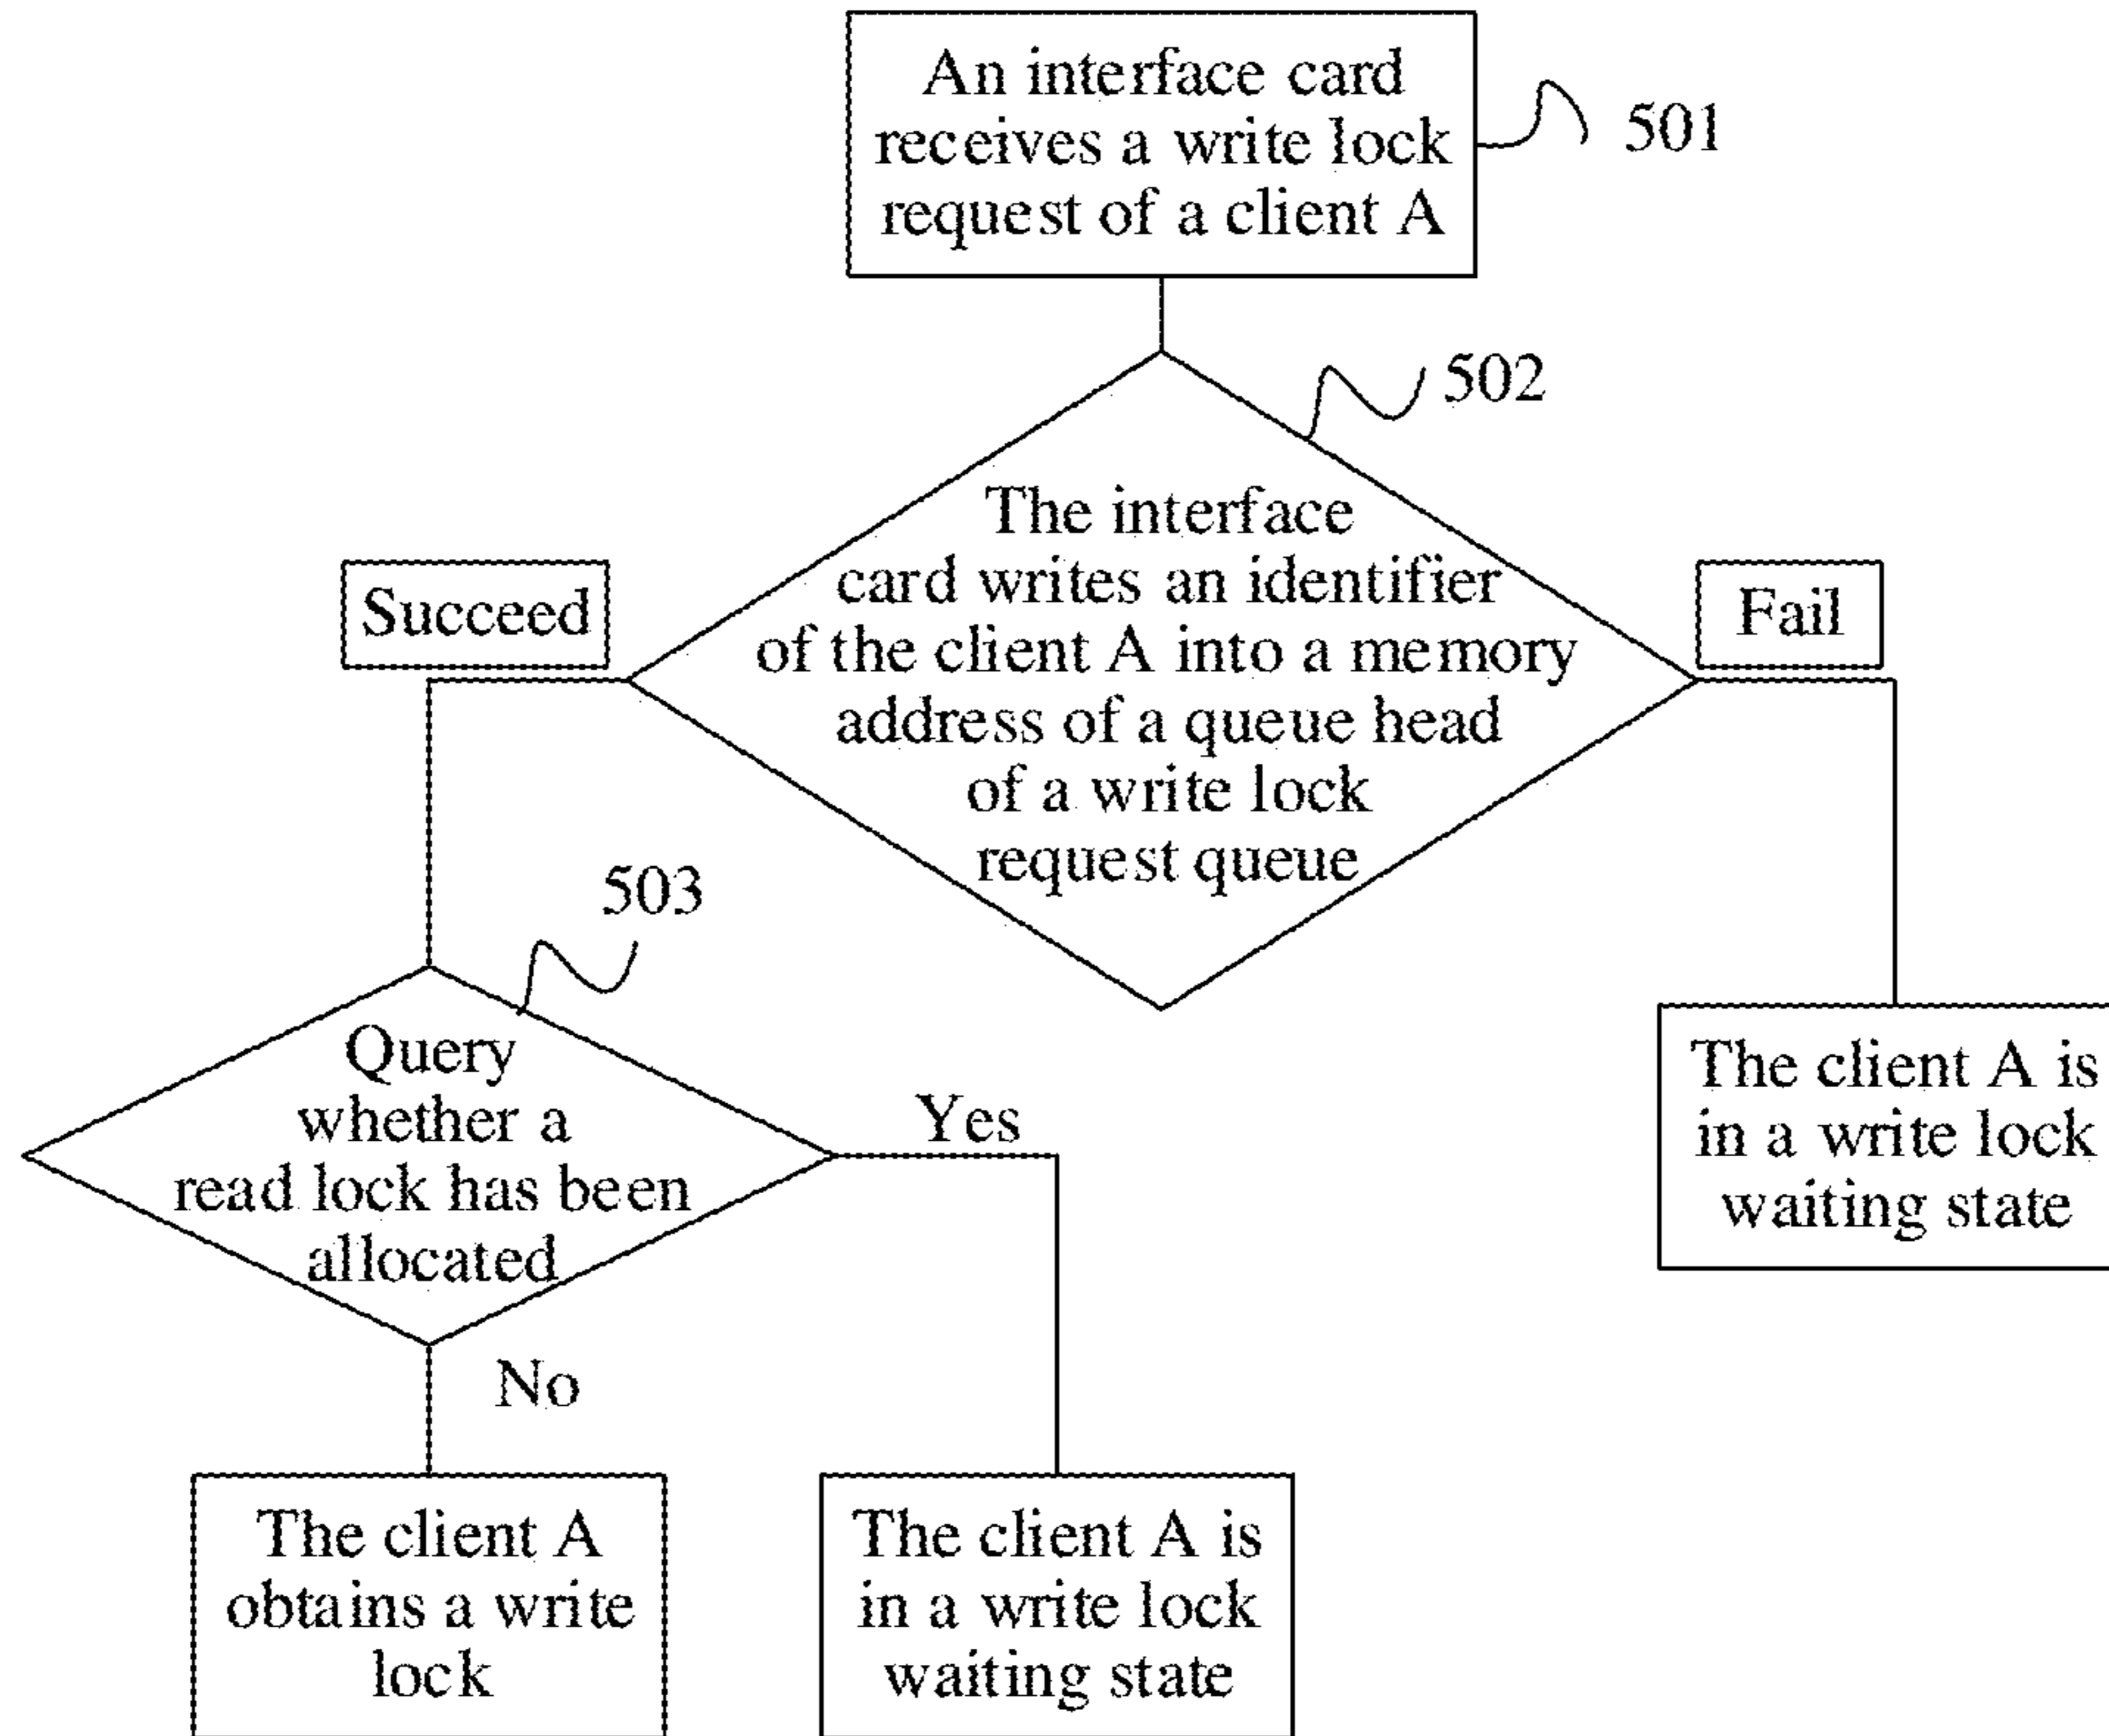 An interface card
receives a write lock
request of a client A
501
502
The interface
card writes an identifier
of the client A into a memory
address of a queue head
of a write lock
request queue
Succeed
Fail
503
Query
whether a
read lock has been
allocated
Yes
No
The client A is
in a write lock
waiting state
The client A
obtains a write
lock
The client A is
in a write lock
waiting state